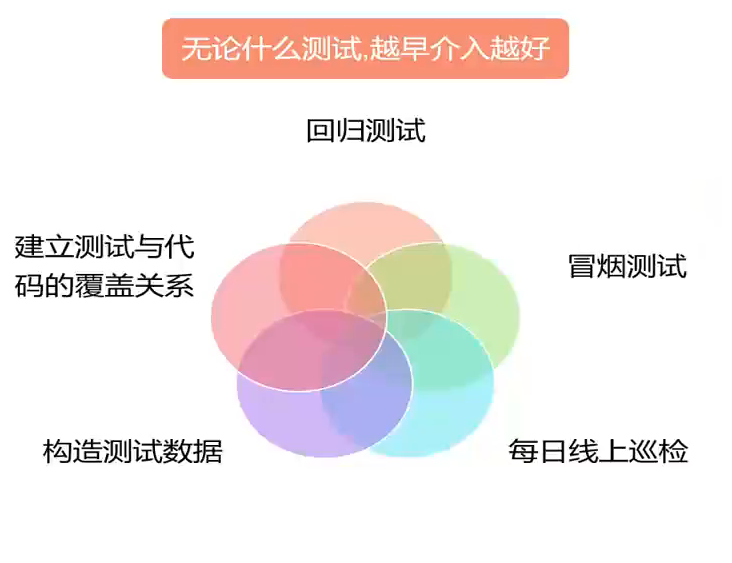 无论什么测试,越早介入越好
回归测试
建立测试与代
码的覆盖关系
冒烟测试
构造测试数据
每日线上巡检